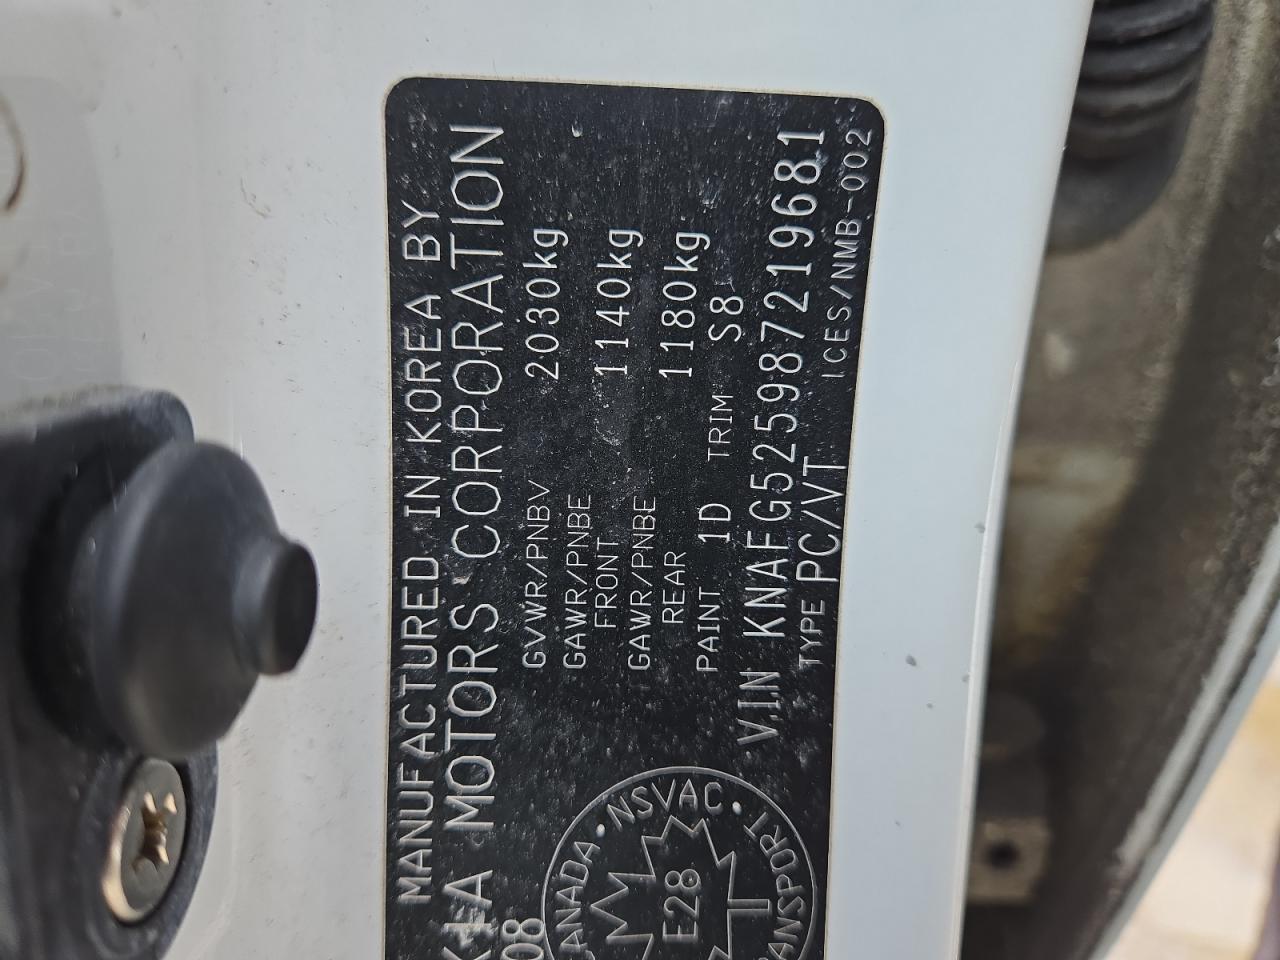 MANUFACTURED IN KOREA BY
KIA MOTORS CORPORATION
08
GVWR/PNBV 2030kg
GAWR/PNBE
FRONT 1140kg
GAWR/PNBE
REAR 1180kg
PAINT 1D TRIM S8
V.I.N KNAFG525987219681
TYPE PC/VT
ICES/NMB-002
CANADA · NSVAC · TRANSPORT
E28